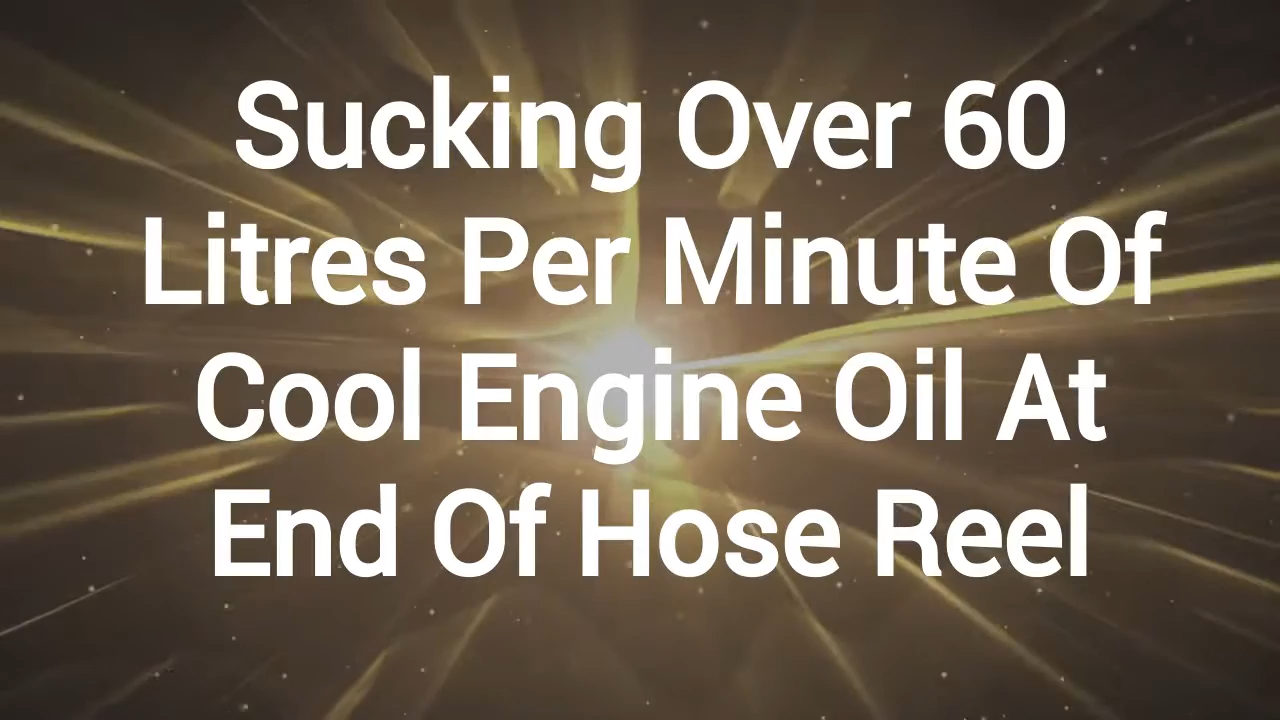 Sucking Over 60
Litres Per Minute Of
Cool Engine Oil At
End Of Hose Reel